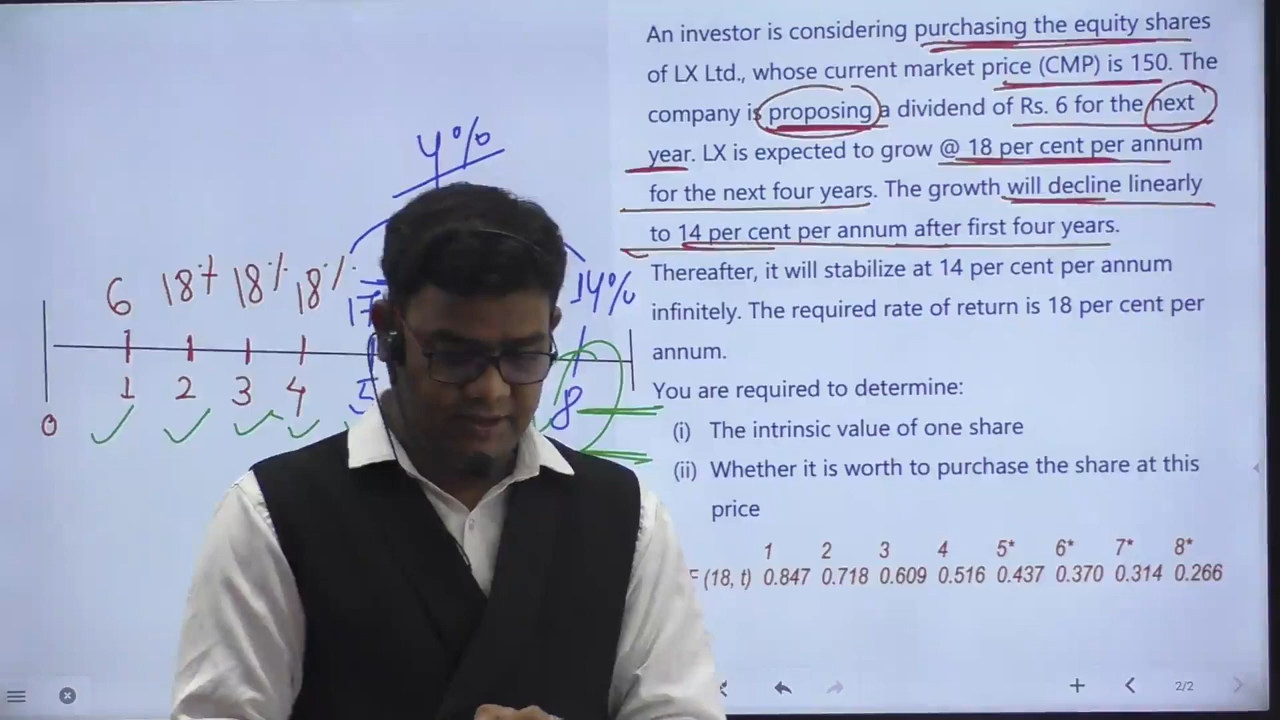 An investor is considering purchasing the equity shares
of LX Ltd., whose current market price (CMP) is 150. The
company is proposing a dividend of Rs. 6 for the next
year. LX is expected to grow @ 18 per cent per annum
for the next four years. The growth will decline linearly
to 14 per cent per annum after first four years.
Thereafter, it will stabilize at 14 per cent per annum
infinitely. The required rate of return is 18 per cent per
annum.
You are required to determine:
(i) The intrinsic value of one share
(ii) Whether it is worth to purchase the share at this
price
1 2 3 4 5* 6* 7* 8*
(18, t) 0.847 0.718 0.609 0.516 0.437 0.370 0.314 0.266
4%
6 18% 18% 18% 17 14%
0 1 2 3 4 5 8
2/2